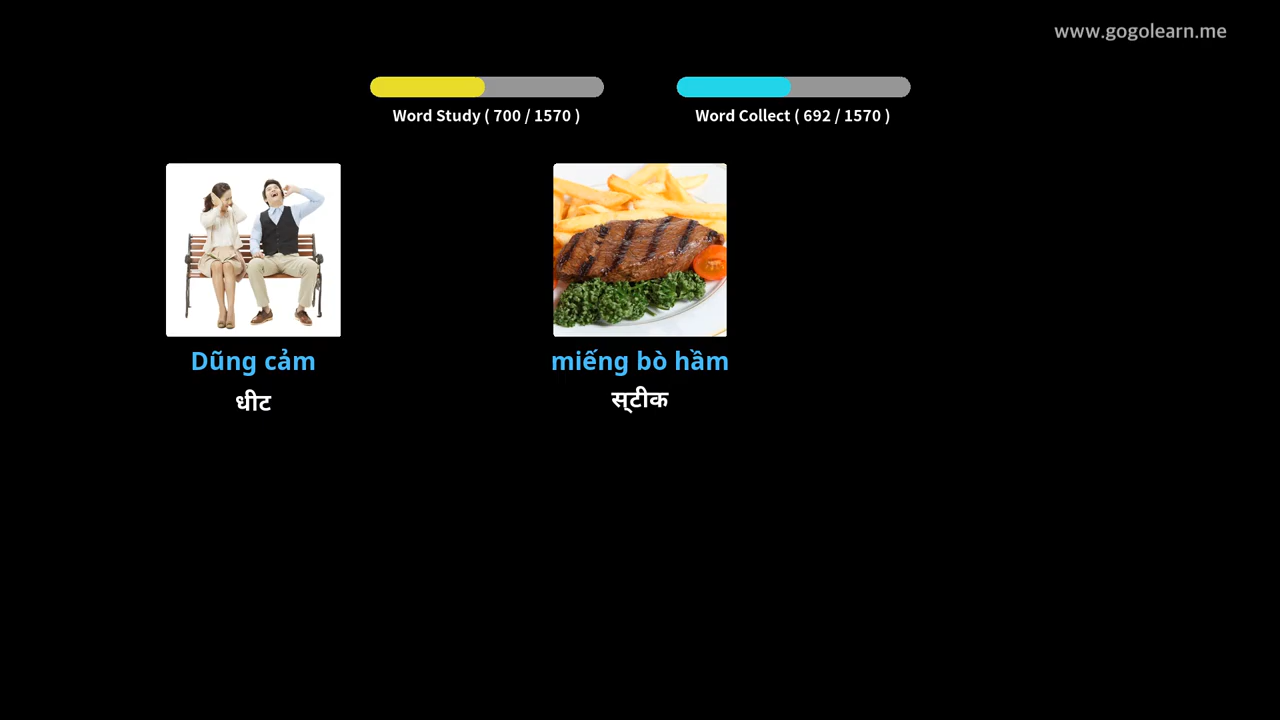 www.gogolearn.me
Word Study ( 700 / 1570 )
Word Collect ( 692 / 1570 )
Dũng cảm
धीट
miếng bò hầm
स्टीक